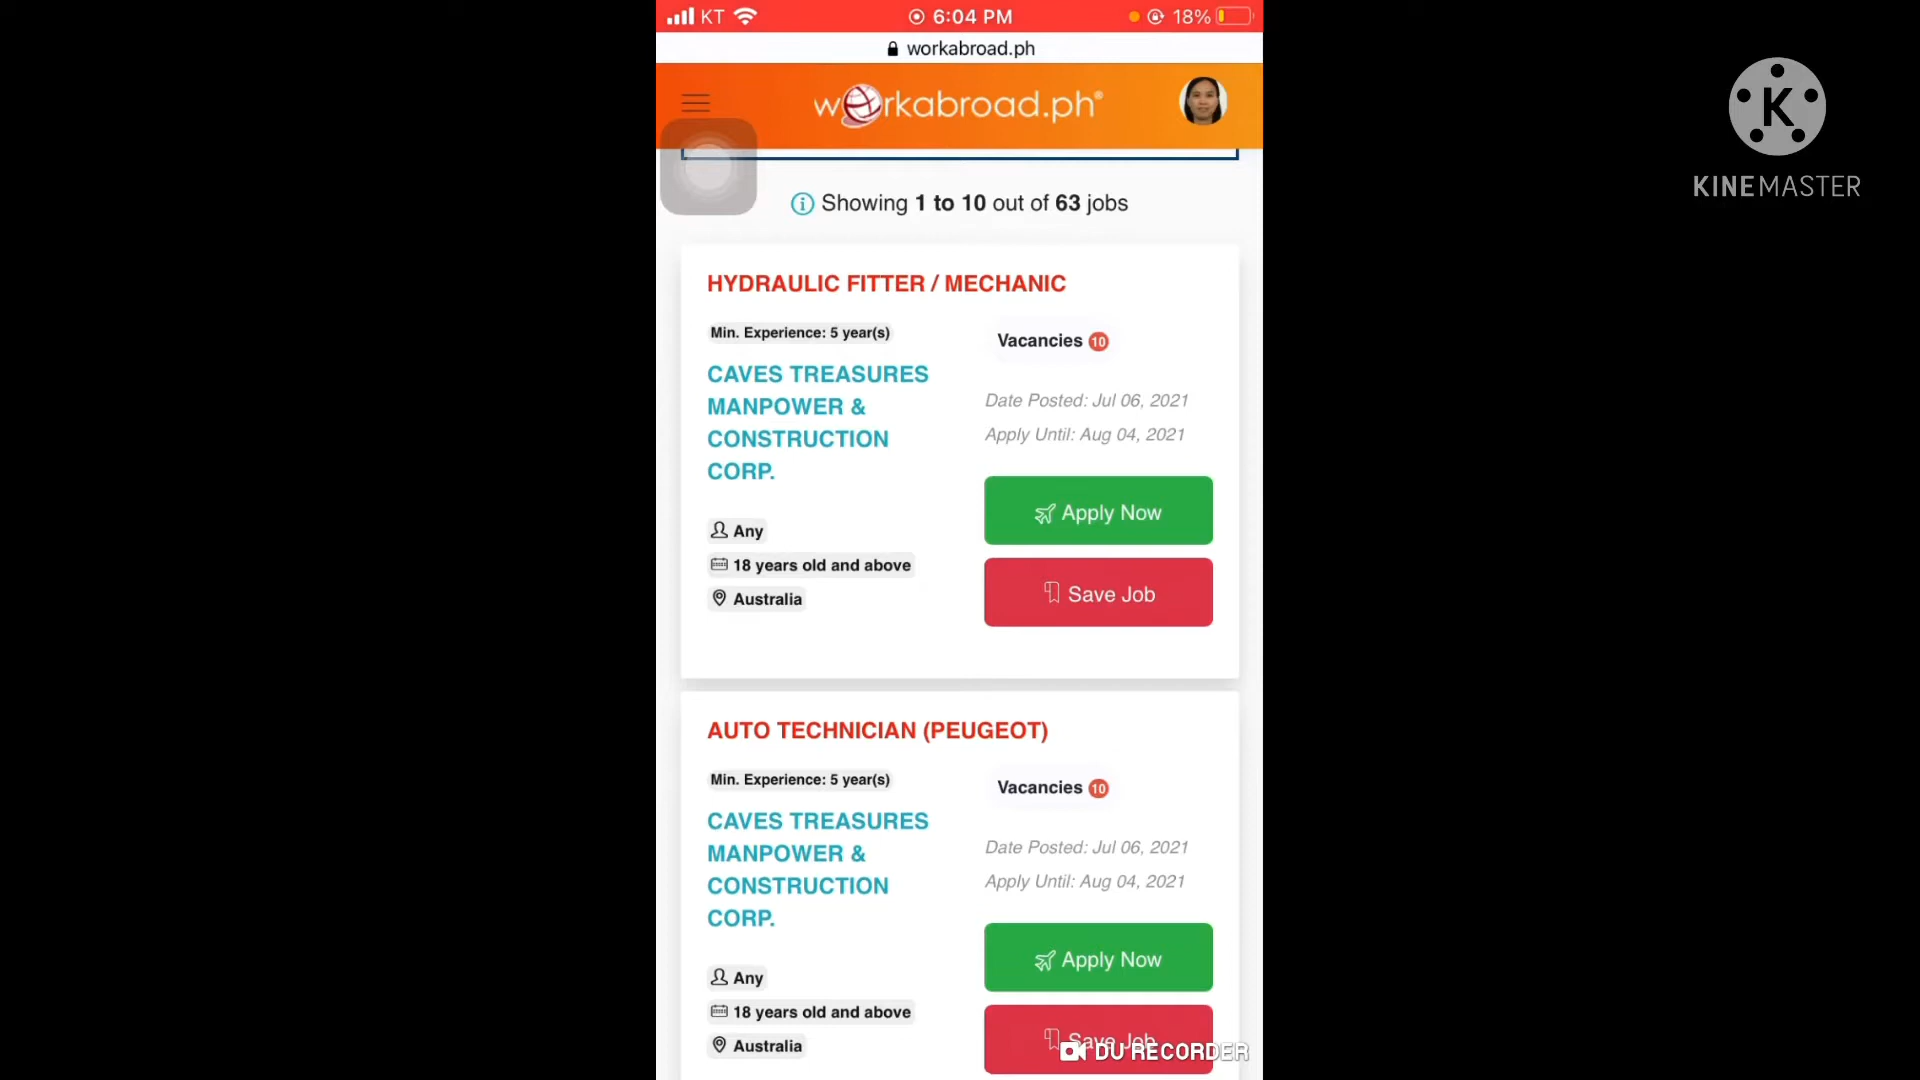 KT 6:04 PM 18%
workabroad.ph
workabroad.ph®
K
KINEMASTER
Showing 1 to 10 out of 63 jobs
HYDRAULIC FITTER / MECHANIC
Min. Experience: 5 year(s)
Vacancies 10
CAVES TREASURES
MANPOWER &
CONSTRUCTION
CORP.
Date Posted: Jul 06, 2021
Apply Until: Aug 04, 2021
Apply Now
Any
18 years old and above
Australia
Save Job
AUTO TECHNICIAN (PEUGEOT)
Min. Experience: 5 year(s)
Vacancies 10
CAVES TREASURES
MANPOWER &
CONSTRUCTION
CORP.
Date Posted: Jul 06, 2021
Apply Until: Aug 04, 2021
Apply Now
Any
18 years old and above
Australia
Save Job
DU RECORDER